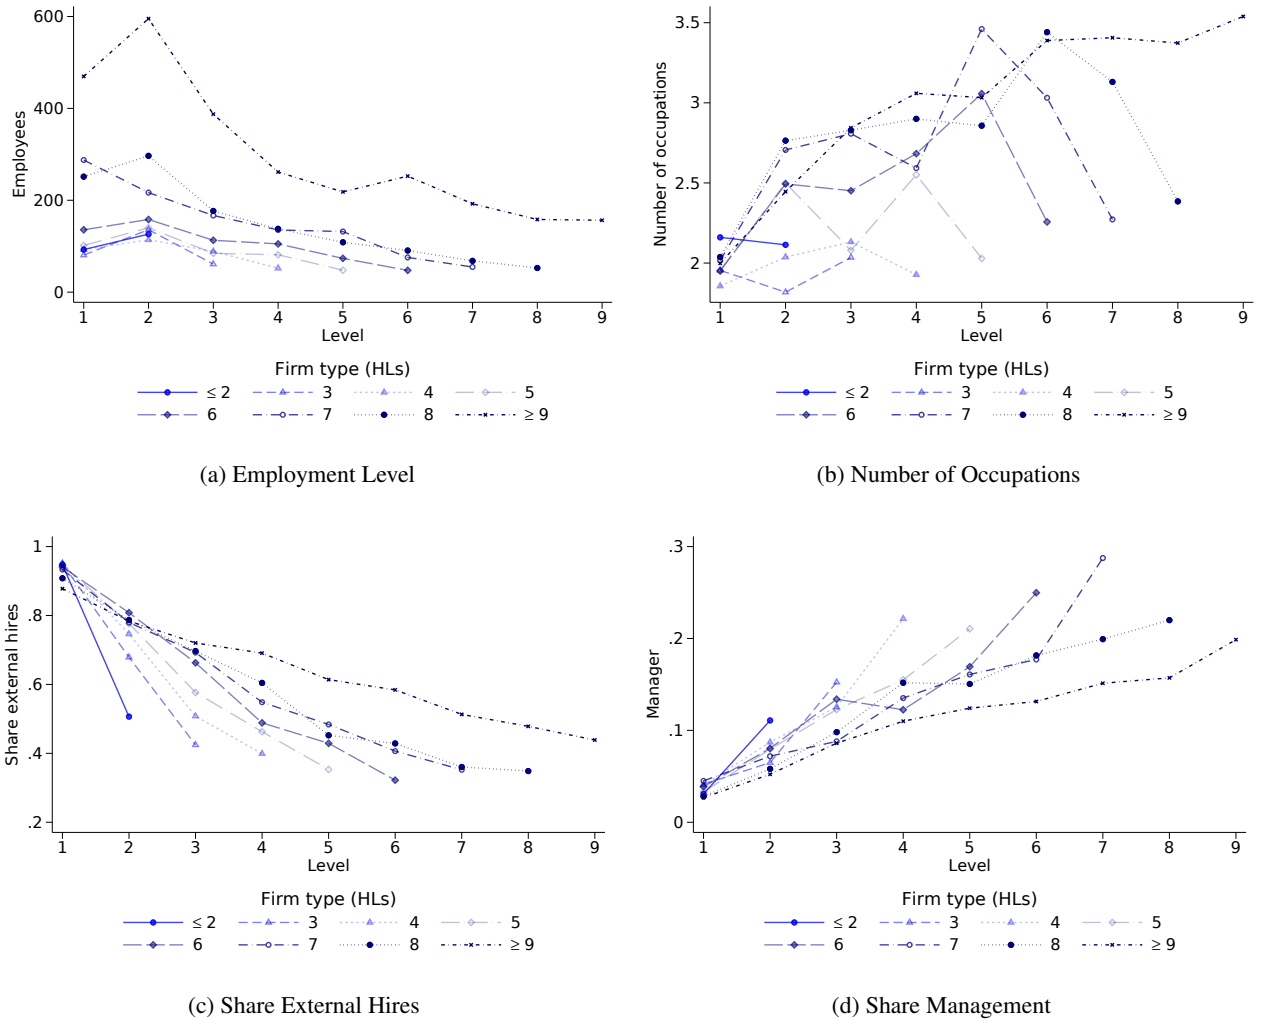 600
400
200
0
Employees
1 2 3 4 5 6 7 8 9
Level
Firm type (HLs)
≤ 2 3 4 5
6 7 8 ≥ 9
(a) Employment Level
3.5
3
2.5
2
Number of occupations
1 2 3 4 5 6 7 8 9
Level
Firm type (HLs)
≤ 2 3 4 5
6 7 8 ≥ 9
(b) Number of Occupations
1
.8
.6
.4
.2
Share external hires
1 2 3 4 5 6 7 8 9
Level
Firm type (HLs)
≤ 2 3 4 5
6 7 8 ≥ 9
(c) Share External Hires
.3
.2
.1
0
Manager
1 2 3 4 5 6 7 8 9
Level
Firm type (HLs)
≤ 2 3 4 5
6 7 8 ≥ 9
(d) Share Management